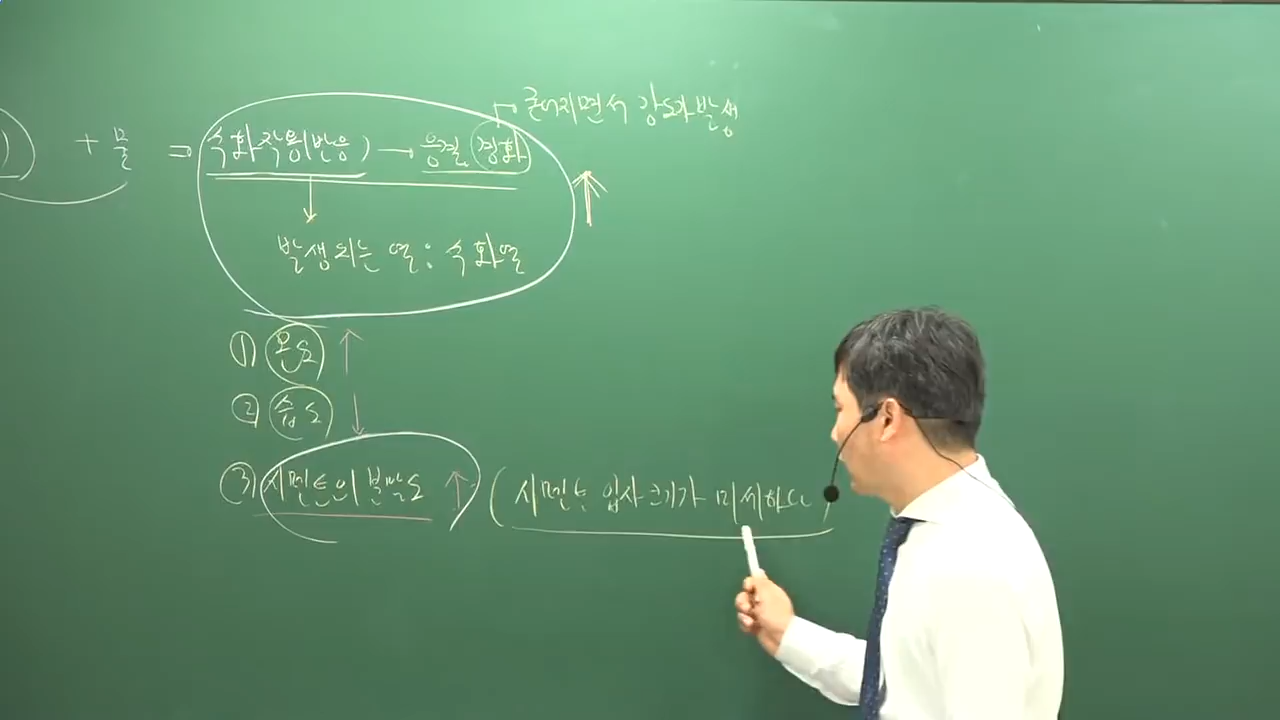 굳어지면서 강도가 발생
) + 물 ⇒ 수화작용(반응) → 응결, 경화 ↑
↓
발생되는 열 : 수화열
① 온도 ↑
② 습도 ↓
③ 시멘트의 분말도 ↑ (시멘트 입자크기가 미세하다)